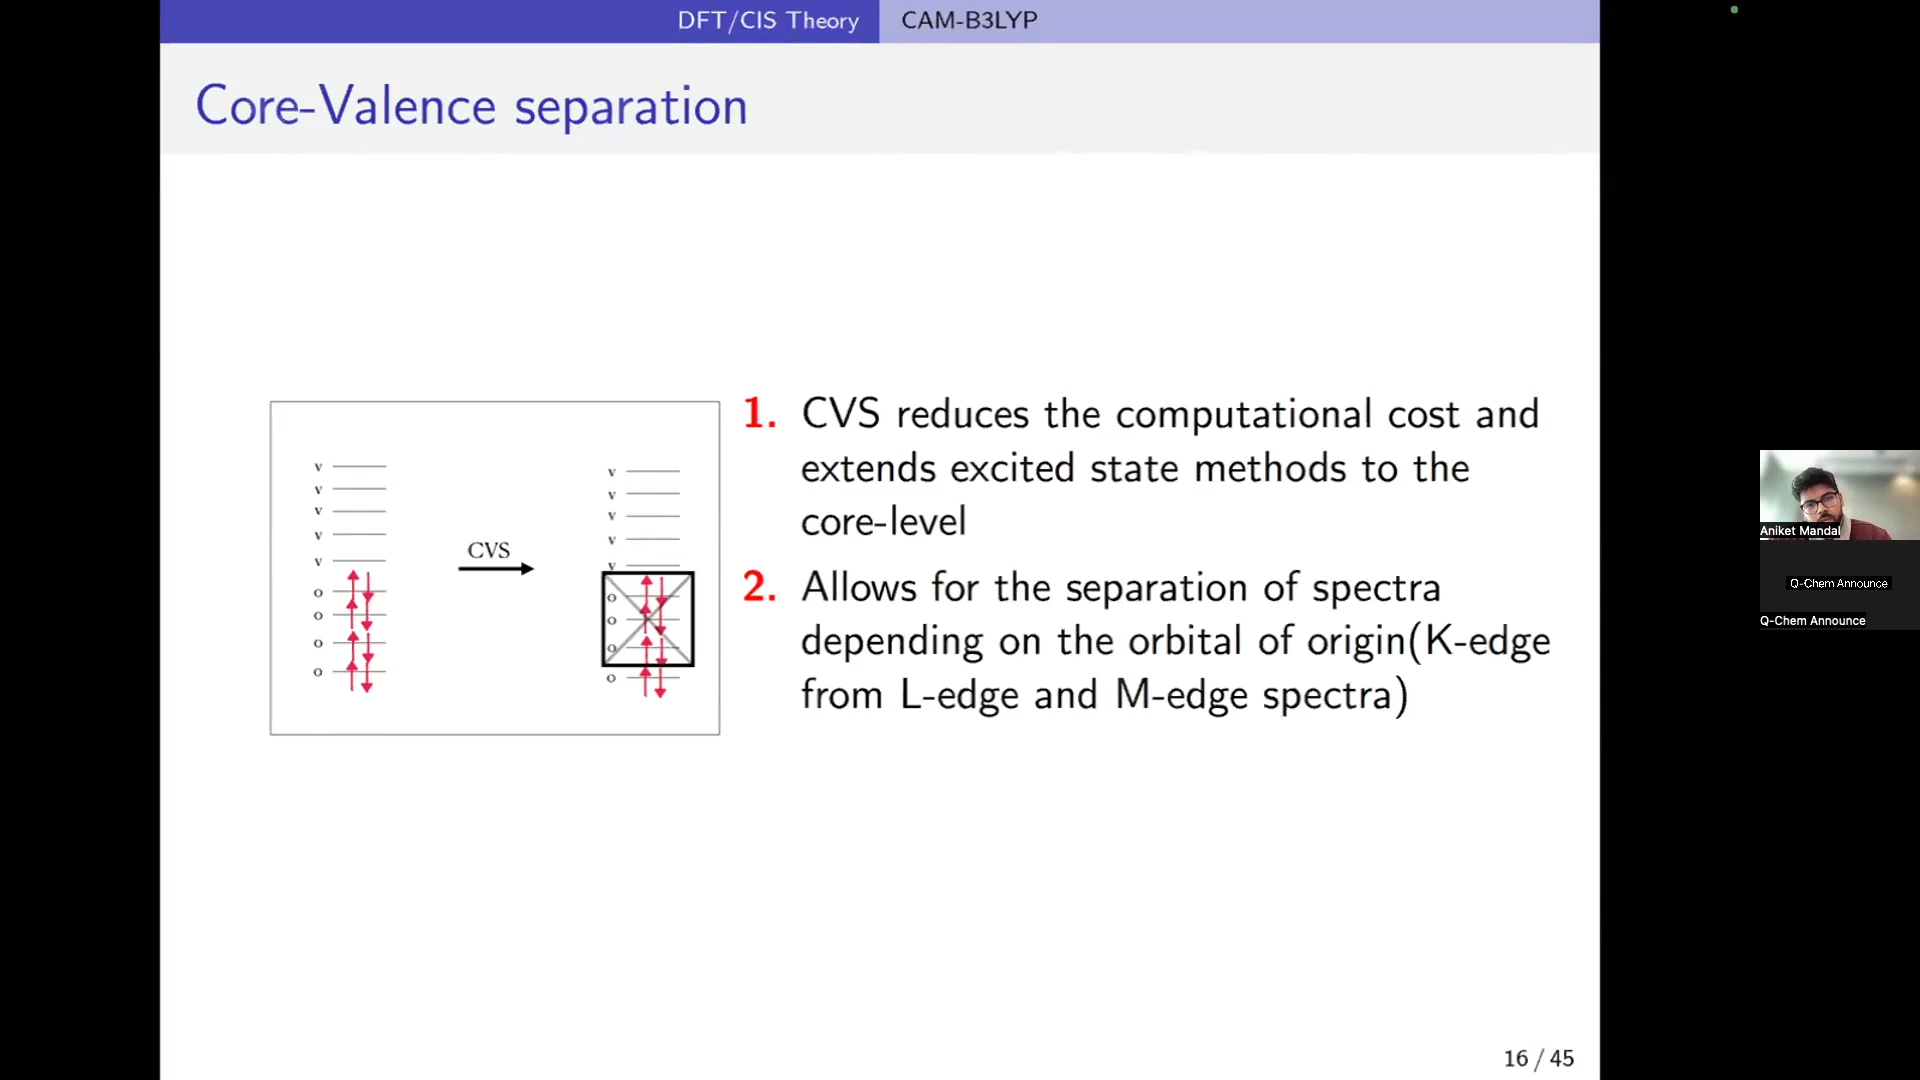 DFT/CIS Theory
CAM-B3LYP
Core-Valence separation
v
v
v
v
v
o
o
o
o
CVS
v
v
v
v
v
o
o
o
o
1. CVS reduces the computational cost and
extends excited state methods to the
core-level
2. Allows for the separation of spectra
depending on the orbital of origin(K-edge
from L-edge and M-edge spectra)
16 / 45
Aniket Mandal
Q-Chem Announce
Q-Chem Announce